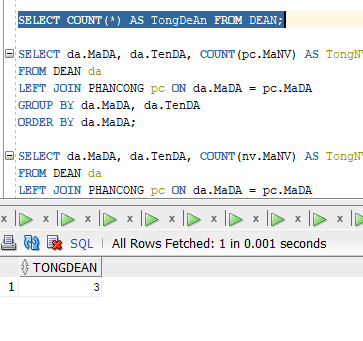 SELECT COUNT(*) AS TongDeAn FROM DEAN;
SELECT da.MaDA, da.TenDA, COUNT(pc.MaNV) AS TongN
FROM DEAN da
LEFT JOIN PHANCONG pc ON da.MaDA = pc.MaDA
GROUP BY da.MaDA, da.TenDA
ORDER BY da.MaDA;
SELECT da.MaDA, da.TenDA, COUNT(nv.MaNV) AS TongN
FROM DEAN da
LEFT JOIN PHANCONG pc ON da.MaDA = pc.MaDA
SQL | All Rows Fetched: 1 in 0.001 seconds
TONGDEAN
1 3